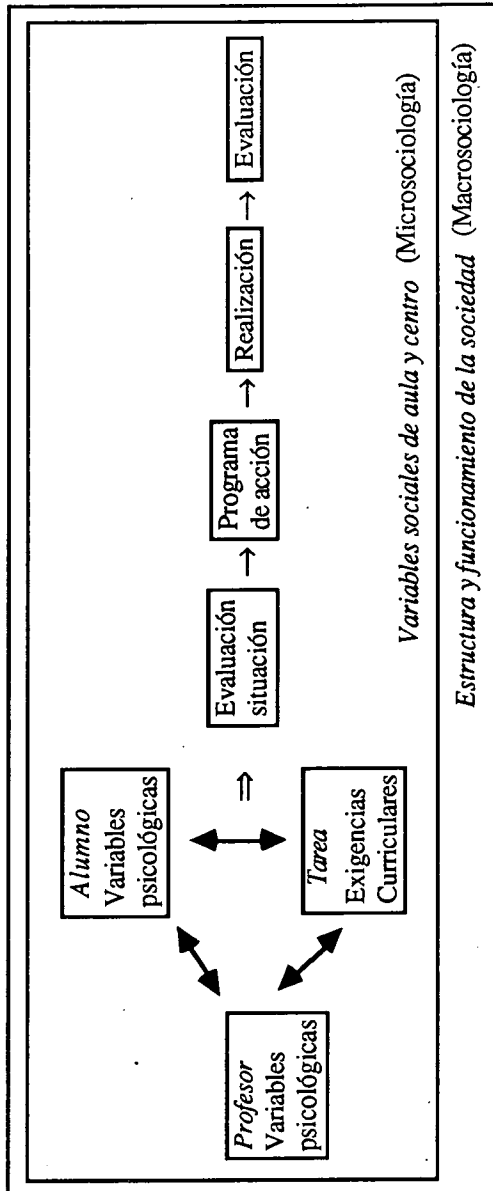 Profesor
Variables
psicológicas
Alumno
Variables
psicológicas
Tarea
Exigencias
Curriculares
⇒
Evaluación
situación
→
Programa
de acción
→
Realización
→
Evaluación
Variables sociales de aula y centro (Microsociología)
Estructura y funcionamiento de la sociedad (Macrosociología)